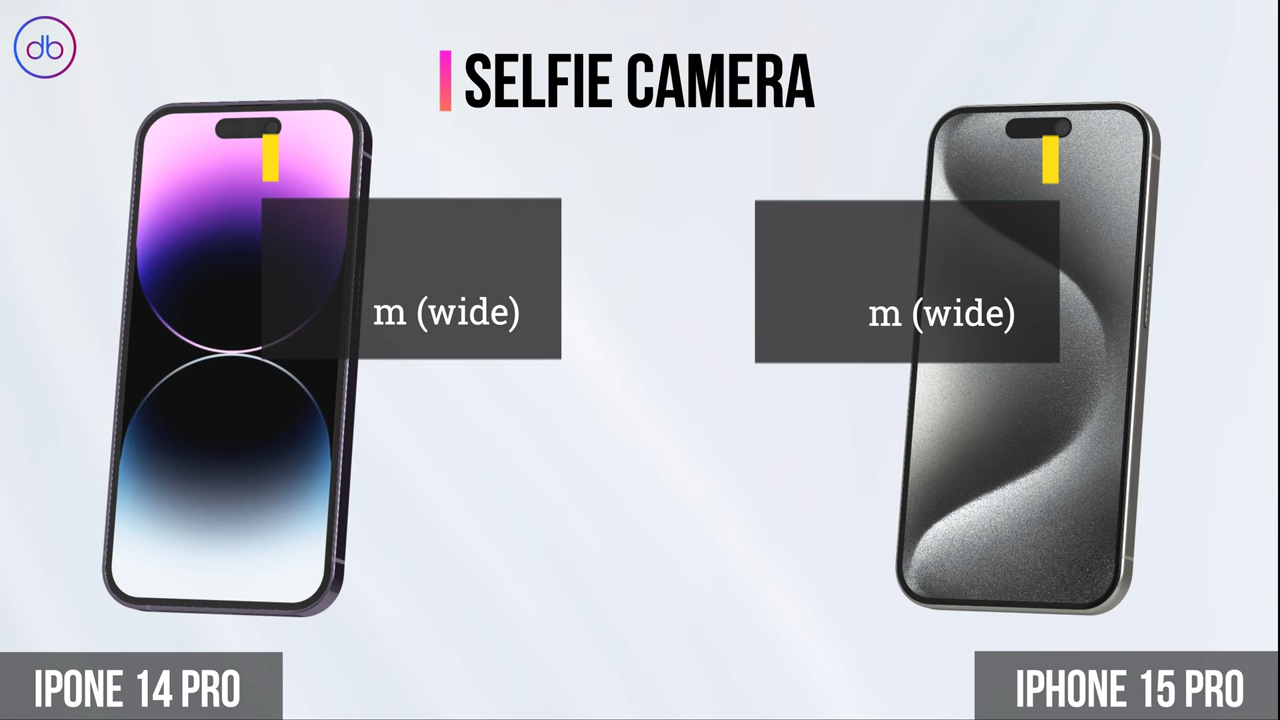 db
SELFIE CAMERA
m (wide)
m (wide)
IPONE 14 PRO
IPHONE 15 PRO